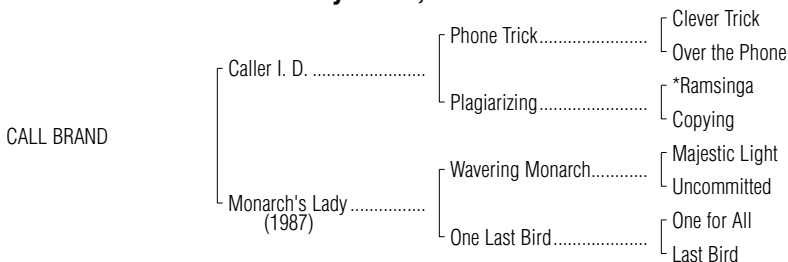 Clever Trick
Phone Trick........................
Over the Phone
Caller I. D. .........................
*Ramsinga
Plagiarizing........................
Copying
CALL BRAND
Majestic Light
Wavering Monarch............
Uncommitted
Monarch's Lady ................
(1987)
One for All
One Last Bird.....................
Last Bird